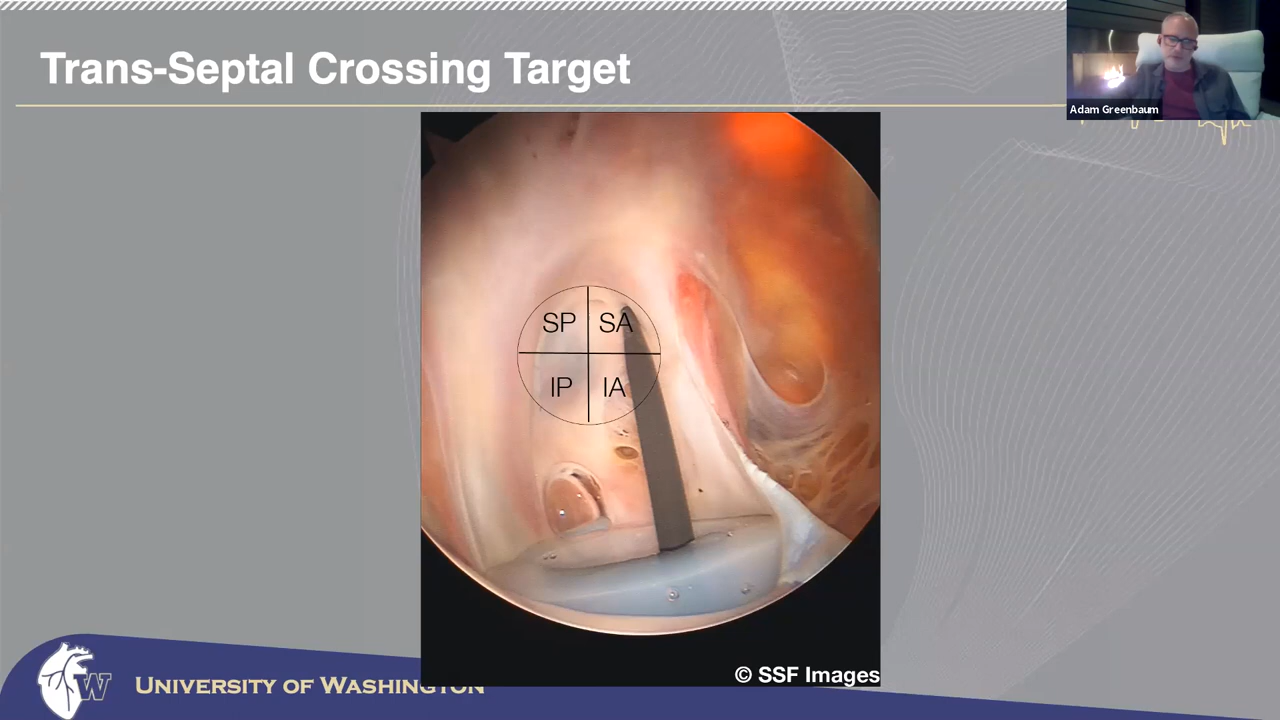 Trans-Septal Crossing Target
Adam Greenbaum
SP SA
IP IA
© SSF Images
W
UNIVERSITY OF WASHINGTON